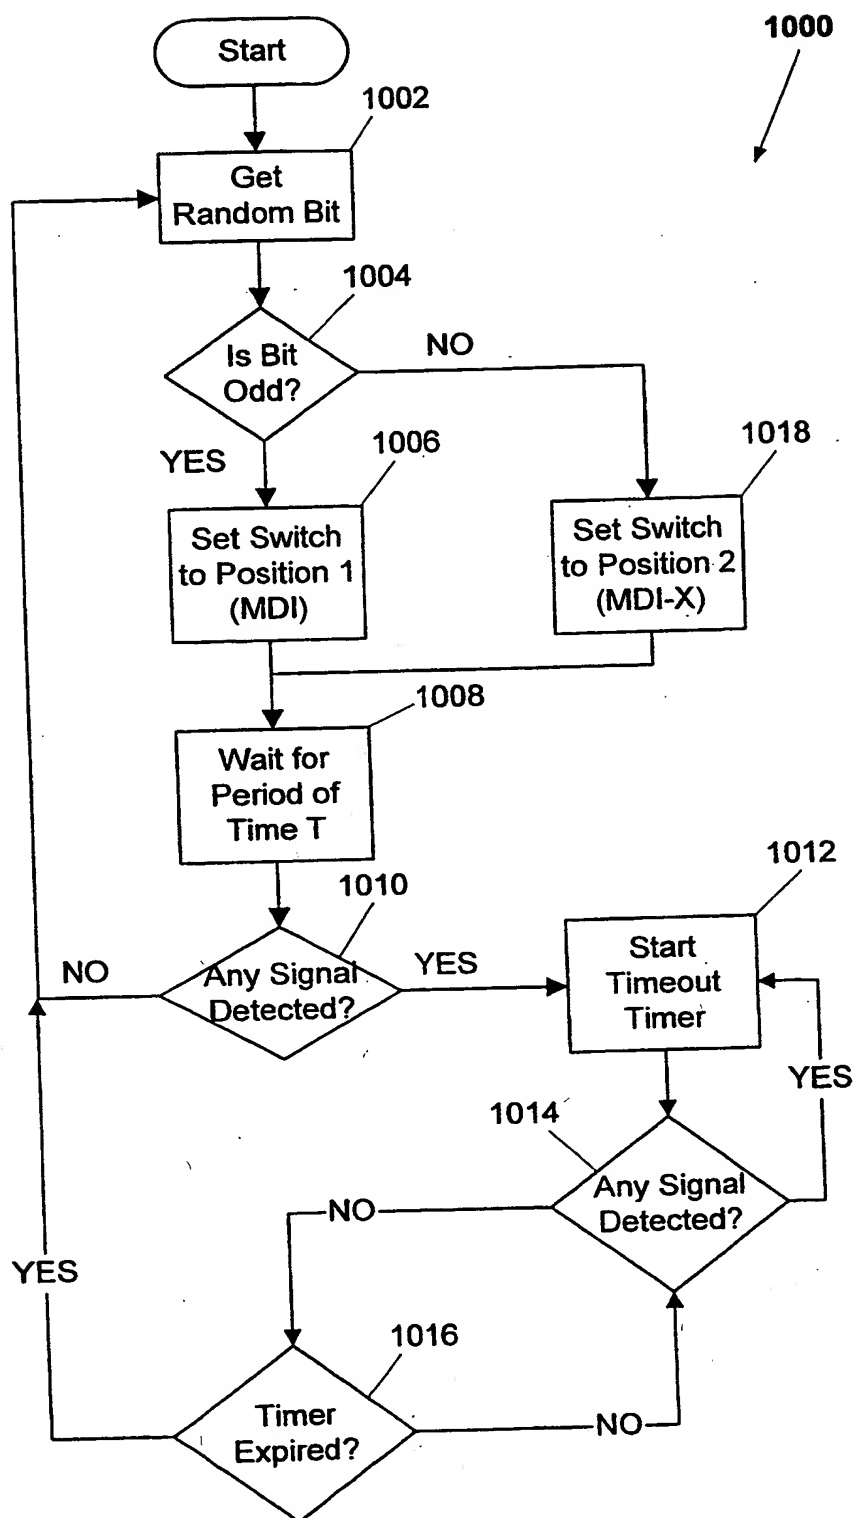 1000
Start
1002
Get
Random Bit
1004
Is Bit
Odd?
NO
YES
1006
Set Switch
to Position 1
(MDI)
1018
Set Switch
to Position 2
(MDI-X)
1008
Wait for
Period of
Time T
1010
Any Signal
Detected?
NO
YES
1012
Start
Timeout
Timer
YES
1014
Any Signal
Detected?
NO
YES
1016
Timer
Expired?
NO